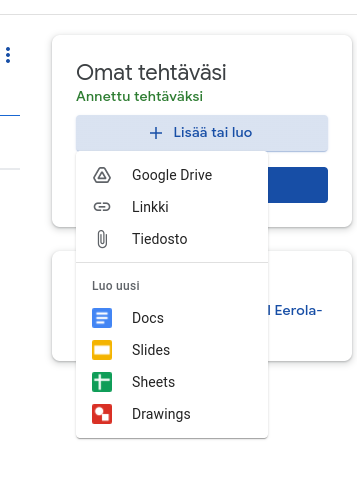 Omat tehtäväsi
Annettu tehtäväksi
Lisää tai luo
Google Drive
Linkki
Tiedosto
Luo uusi
Eerola-
Docs
Slides
Sheets
Drawings